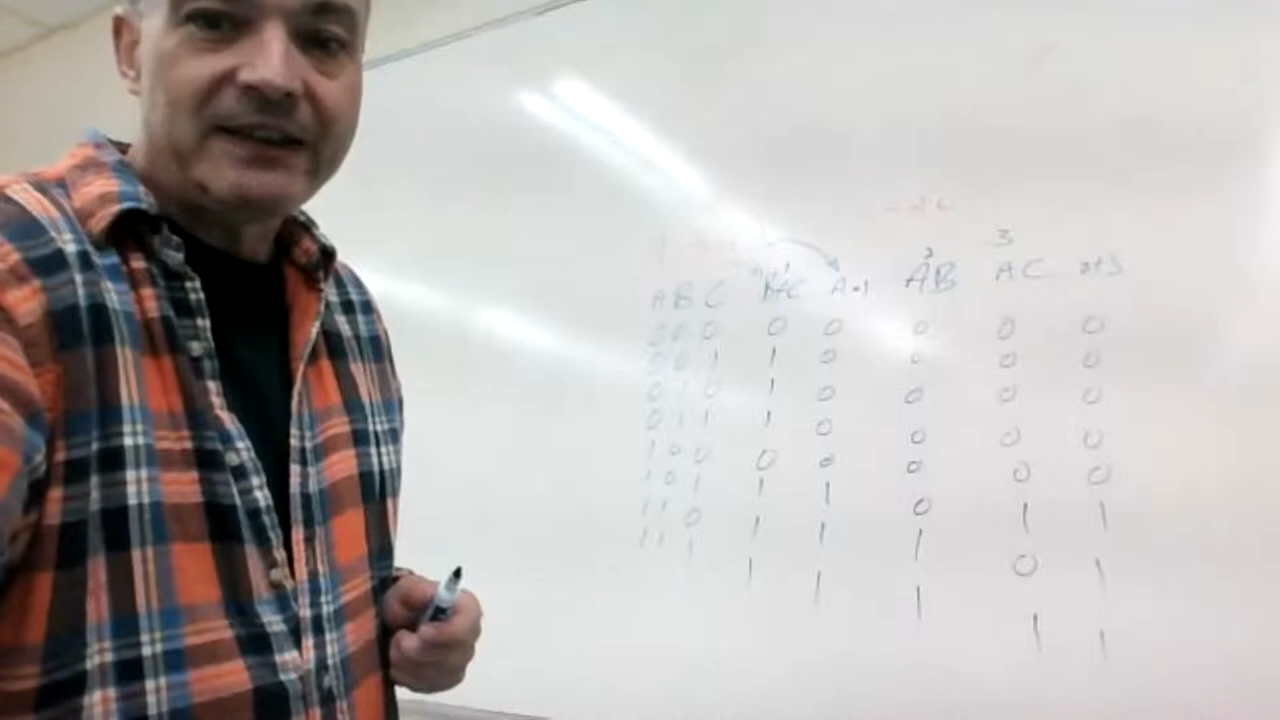 3
1 2
A B C B+C A•1 AB AC 2+3
0 0 0 0 0 0 0 0
0 0 1 1 0 0 0 0
0 1 0 1 0 0 0 0
0 1 1 1 0 0 0 0
1 0 0 0 0 0 0 0
1 0 1 1 1 0 1 1
1 1 0 1 1 1 0 1
1 1 1 1 1 1 1 1